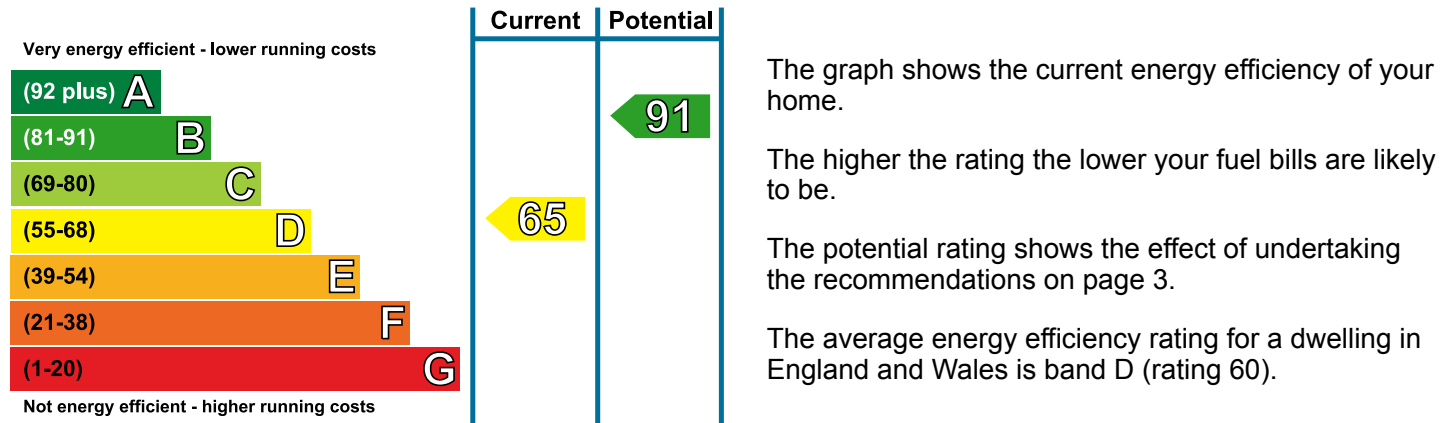 Current Potential
Very energy efficient - lower running costs
(92 plus) A
(81-91) B
(69-80) C
(55-68) D
(39-54) E
(21-38) F
(1-20) G
Not energy efficient - higher running costs
65
91
The graph shows the current energy efficiency of your
home.
The higher the rating the lower your fuel bills are likely
to be.
The potential rating shows the effect of undertaking
the recommendations on page 3.
The average energy efficiency rating for a dwelling in
England and Wales is band D (rating 60).